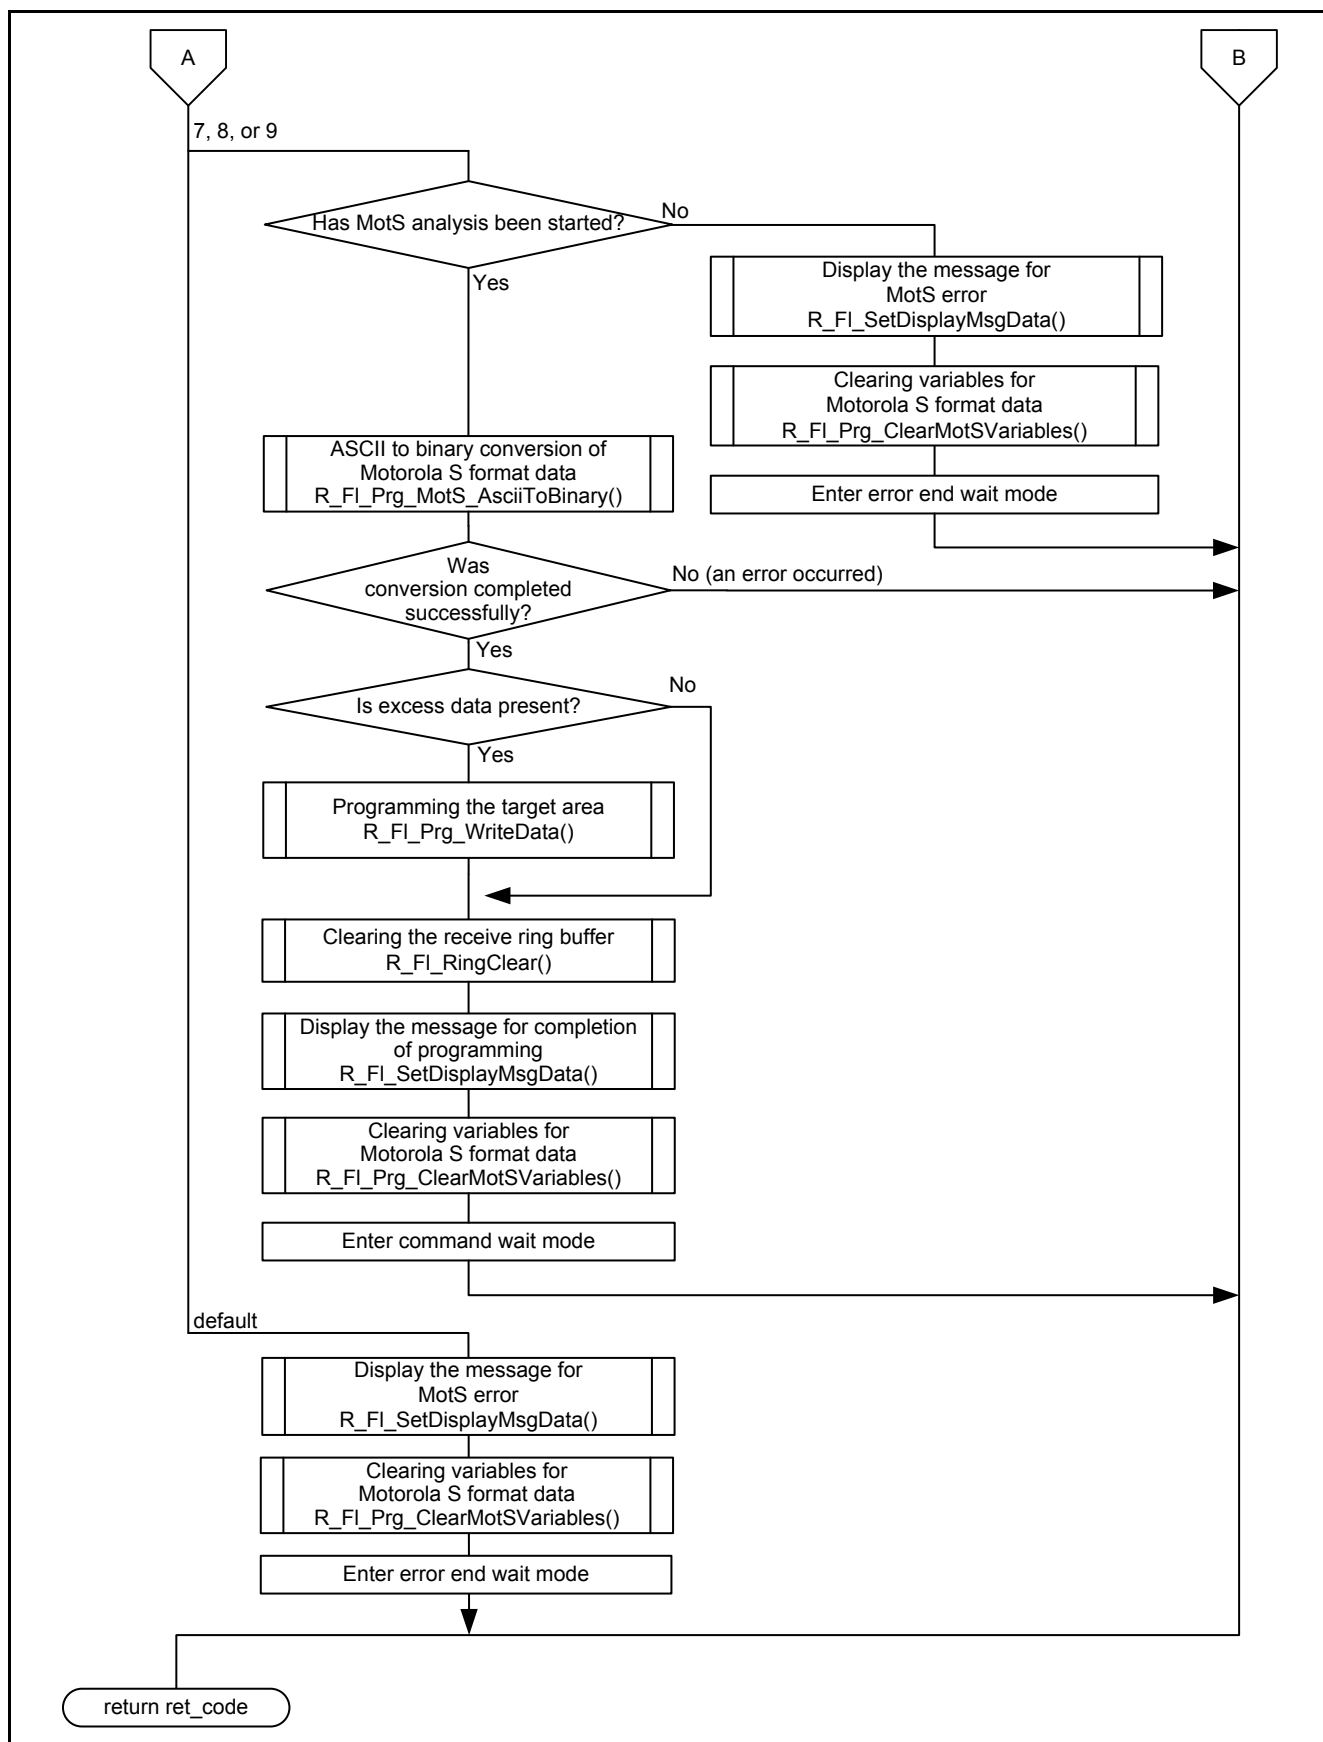 A
B
7, 8, or 9
Has MotS analysis been started?
No
Yes
Display the message for
MotS error
R_Fl_SetDisplayMsgData()
Clearing variables for
Motorola S format data
R_Fl_Prg_ClearMotSVariables()
Enter error end wait mode
ASCII to binary conversion of
Motorola S format data
R_Fl_Prg_MotS_AsciiToBinary()
Was
conversion completed
successfully?
No (an error occurred)
Yes
Is excess data present?
No
Yes
Programming the target area
R_Fl_Prg_WriteData()
Clearing the receive ring buffer
R_Fl_RingClear()
Display the message for completion
of programming
R_Fl_SetDisplayMsgData()
Clearing variables for
Motorola S format data
R_Fl_Prg_ClearMotSVariables()
Enter command wait mode
default
Display the message for
MotS error
R_Fl_SetDisplayMsgData()
Clearing variables for
Motorola S format data
R_Fl_Prg_ClearMotSVariables()
Enter error end wait mode
return ret_code